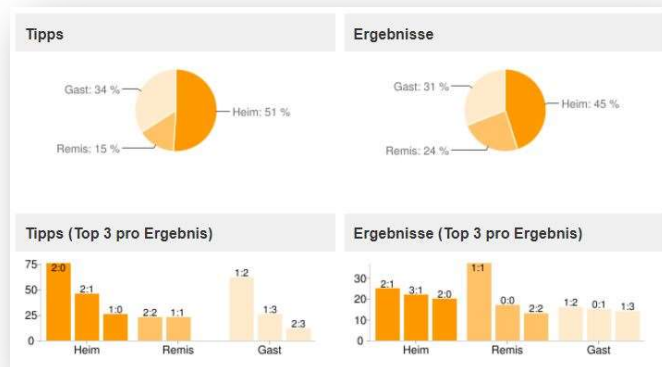 Tipps
Gast: 34 %
Heim: 51 %
Remis: 15 %
Ergebnisse
Gast: 31 %
Heim: 45 %
Remis: 24 %
Tipps (Top 3 pro Ergebnis)
75
50
25
0
2:0
2:1
1:0
2:2
1:1
1:2
1:3
2:3
Heim
Remis
Gast
Ergebnisse (Top 3 pro Ergebnis)
30
20
10
0
2:1
3:1
2:0
1:1
0:0
2:2
1:2
0:1
1:3
Heim
Remis
Gast